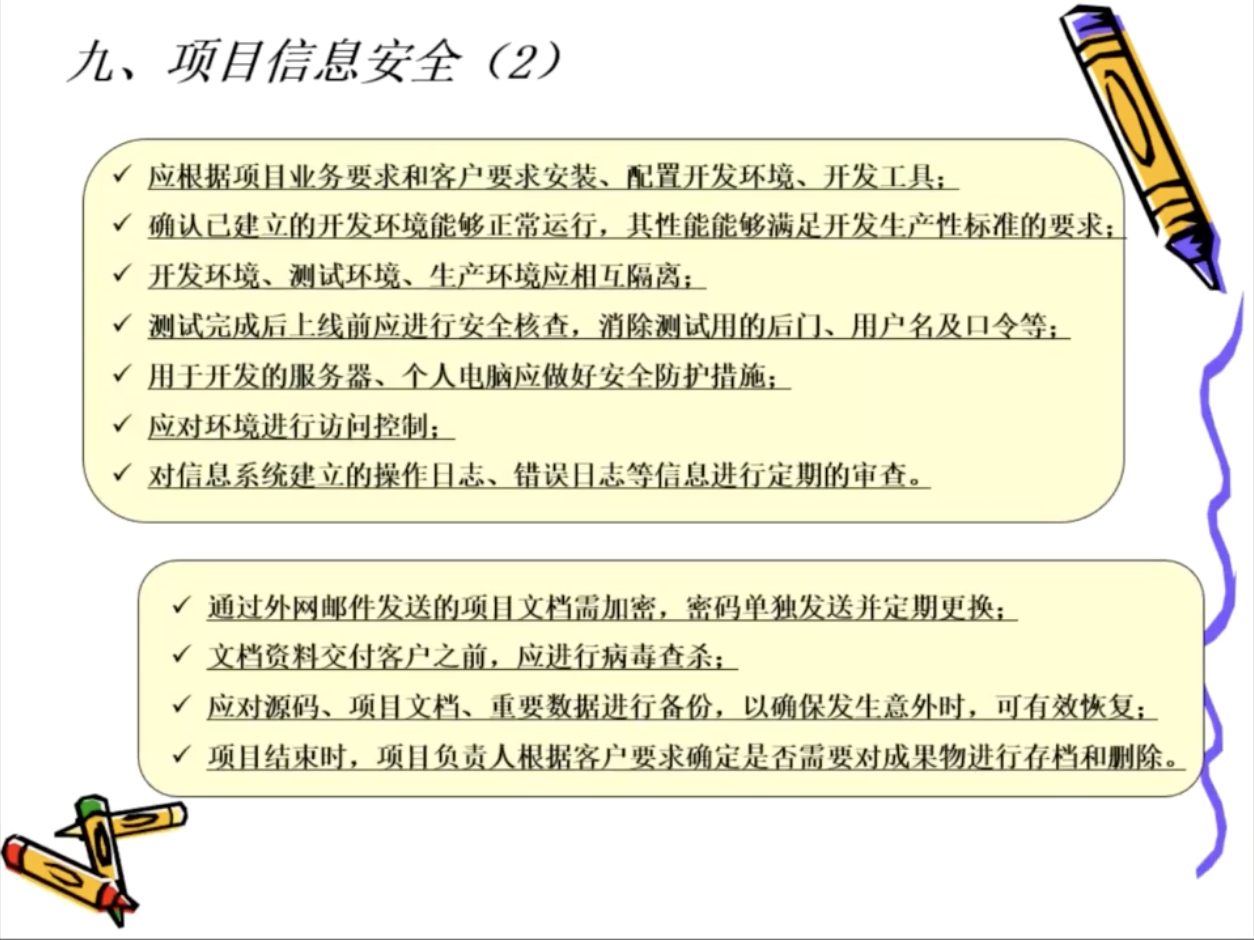 九、项目信息安全（2）
✓ 应根据项目业务要求和客户要求安装、配置开发环境、开发工具；
✓ 确认已建立的开发环境能够正常运行，其性能能够满足开发生产性标准的要求；
✓ 开发环境、测试环境、生产环境应相互隔离；
✓ 测试完成后上线前应进行安全核查，消除测试用的后门、用户名及口令等；
✓ 用于开发的服务器、个人电脑应做好安全防护措施；
✓ 应对环境进行访问控制；
✓ 对信息系统建立的操作日志、错误日志等信息进行定期的审查。
✓ 通过外网邮件发送的项目文档需加密，密码单独发送并定期更换；
✓ 文档资料交付客户之前，应进行病毒查杀；
✓ 应对源码、项目文档、重要数据进行备份，以确保发生意外时，可有效恢复；
✓ 项目结束时，项目负责人根据客户要求确定是否需要对成果物进行存档和删除。